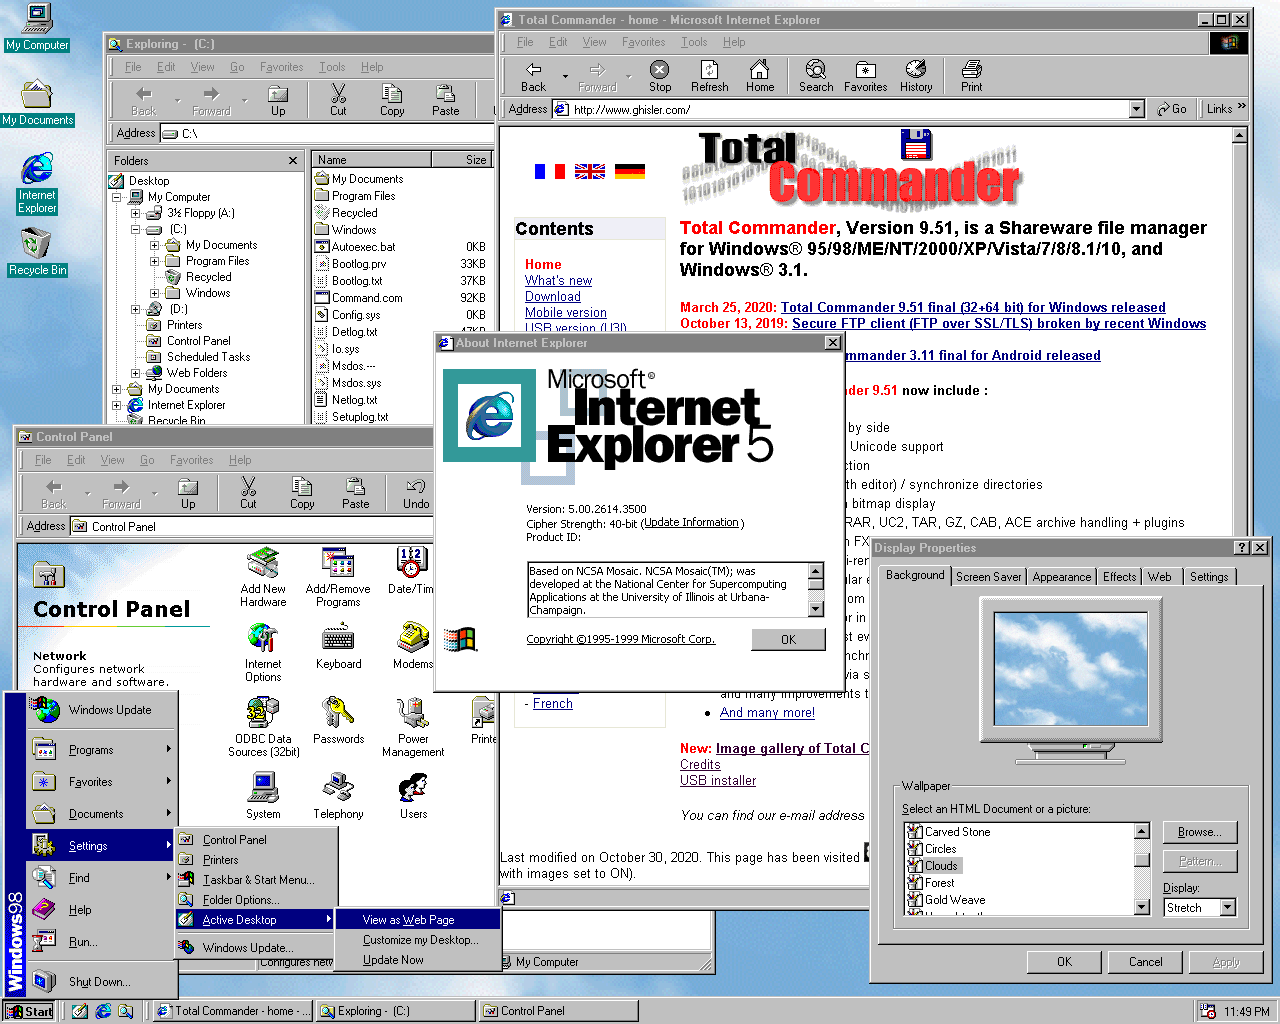 My Computer
My Documents
Internet
Explorer
Recycle Bin
Exploring - (C:)
File Edit View Go Favorites Tools Help
Back Forward Up Cut Copy Paste
Address C:\
Folders
Desktop
My Computer
3½ Floppy (A:)
(C:)
My Documents
Program Files
Recycled
Windows
(D:)
Printers
Control Panel
Scheduled Tasks
Web Folders
My Documents
Internet Explorer
Recycle Bin
Name Size
My Documents
Program Files
Recycled
Windows
Autoexec.bat 0KB
Bootlog.prv 33KB
Bootlog.txt 37KB
Command.com 92KB
Config.sys 0KB
Detlog.txt 47KB
Io.sys
Msdos.---
Msdos.sys
Netlog.txt
Setuplog.txt
Total Commander - home - Microsoft Internet Explorer
File Edit View Favorites Tools Help
Back Forward Stop Refresh Home Search Favorites History Print
Address http://www.ghisler.com/ Go Links »
Total
Commander
Contents
Home
What's new
Download
Mobile version
USB version (U3)
Total Commander, Version 9.51, is a Shareware file manager
for Windows® 95/98/ME/NT/2000/XP/Vista/7/8/8.1/10, and
Windows® 3.1.
March 25, 2020: Total Commander 9.51 final (32+64 bit) for Windows released
October 13, 2019: Secure FTP client (FTP over SSL/TLS) broken by recent Windows
mmander 3.11 final for Android released
der 9.51 now include :
by side
Unicode support
ction
th editor) / synchronize directories
bitmap display
RAR, UC2, TAR, GZ, CAB, ACE archive handling + plugins
and many improvements
And many more!
- French
New: Image gallery of Total C
Credits
USB installer
You can find our e-mail address
Last modified on October 30, 2020. This page has been visited
with images set to ON).
About Internet Explorer
Microsoft®
Internet
Explorer 5
Version: 5.00.2614.3500
Cipher Strength: 40-bit (Update Information)
Product ID:
Based on NCSA Mosaic. NCSA Mosaic(TM); was
developed at the National Center for Supercomputing
Applications at the University of Illinois at Urbana-
Champaign.
Copyright ©1995-1999 Microsoft Corp.
OK
Control Panel
File Edit View Go Favorites Help
Back Forward Up Cut Copy Paste Undo
Address Control Panel
Control Panel
Network
Configures network
hardware and software.
Add New
Hardware
Add/Remove
Programs
Date/Tim
Internet
Options
Keyboard
Modems
ODBC Data
Sources (32bit)
Passwords
Power
Management
Printe
System
Telephony
Users
Configures netw
My Computer
Display Properties
Background Screen Saver Appearance Effects Web Settings
Wallpaper
Select an HTML Document or a picture:
Carved Stone
Circles
Clouds
Forest
Gold Weave
Browse...
Pattern...
Display:
Stretch
OK Cancel Apply
Windows98
Windows Update
Programs
Favorites
Documents
Settings
Find
Help
Run...
Shut Down...
Control Panel
Printers
Taskbar & Start Menu...
Folder Options...
Active Desktop
Windows Update...
View as Web Page
Customize my Desktop...
Update Now
Start Total Commander - home -... Exploring - (C:) Control Panel 11:49 PM